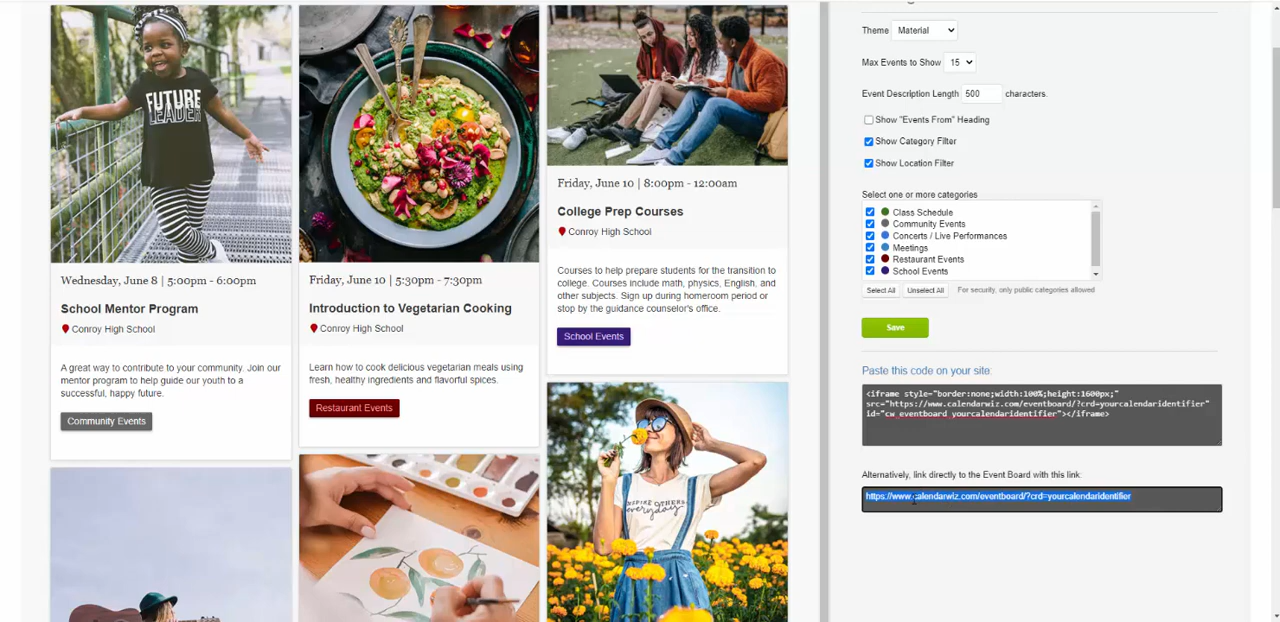 FUTURE
LEADER
Wednesday, June 8 | 5:00pm - 6:00pm
School Mentor Program
Conroy High School
A great way to contribute to your community. Join our
mentor program to help guide our youth to a
successful, happy future.
Community Events
Friday, June 10 | 5:30pm - 7:30pm
Introduction to Vegetarian Cooking
Conroy High School
Learn how to cook delicious vegetarian meals using
fresh, healthy ingredients and flavorful spices.
Restaurant Events
Friday, June 10 | 8:00pm - 12:00am
College Prep Courses
Conroy High School
Courses to help prepare students for the transition to
college. Courses include math, physics, English, and
other subjects. Sign up during homeroom period or
stop by the guidance counselor's office.
School Events
INSPIRE OTHERS
everyday.
Theme Material
Max Events to Show 15
Event Description Length 500 characters.
Show "Events From" Heading
Show Category Filter
Show Location Filter
Select one or more categories
Class Schedule
Community Events
Concerts / Live Performances
Meetings
Restaurant Events
School Events
Select All Unselect All For security, only public categories allowed
Save
Paste this code on your site:
<iframe style="border:none;width:100%;height:1600px;"
src="https://www.calendarwiz.com/eventboard/?crd=yourcalendaridentifier"
id="cw_eventboard_yourcalendaridentifier"></iframe>
Alternatively, link directly to the Event Board with this link:
https://www.calendarwiz.com/eventboard/?crd=yourcalendaridentifier